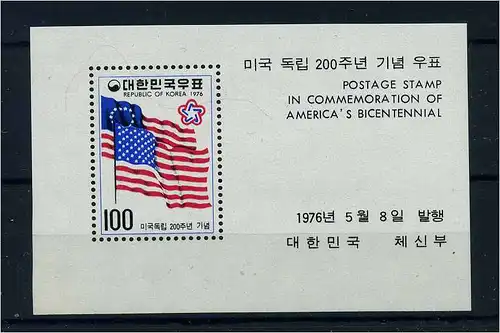 대한민국우표
REPUBLIC OF KOREA 1976
100
미국독립 200주년 기념
미국 독립 200주년 기념 우표
POSTAGE STAMP
IN COMMEMORATION OF
AMERICA'S BICENTENNIAL
1976년 5월 8일 발행
대한민국 체신부